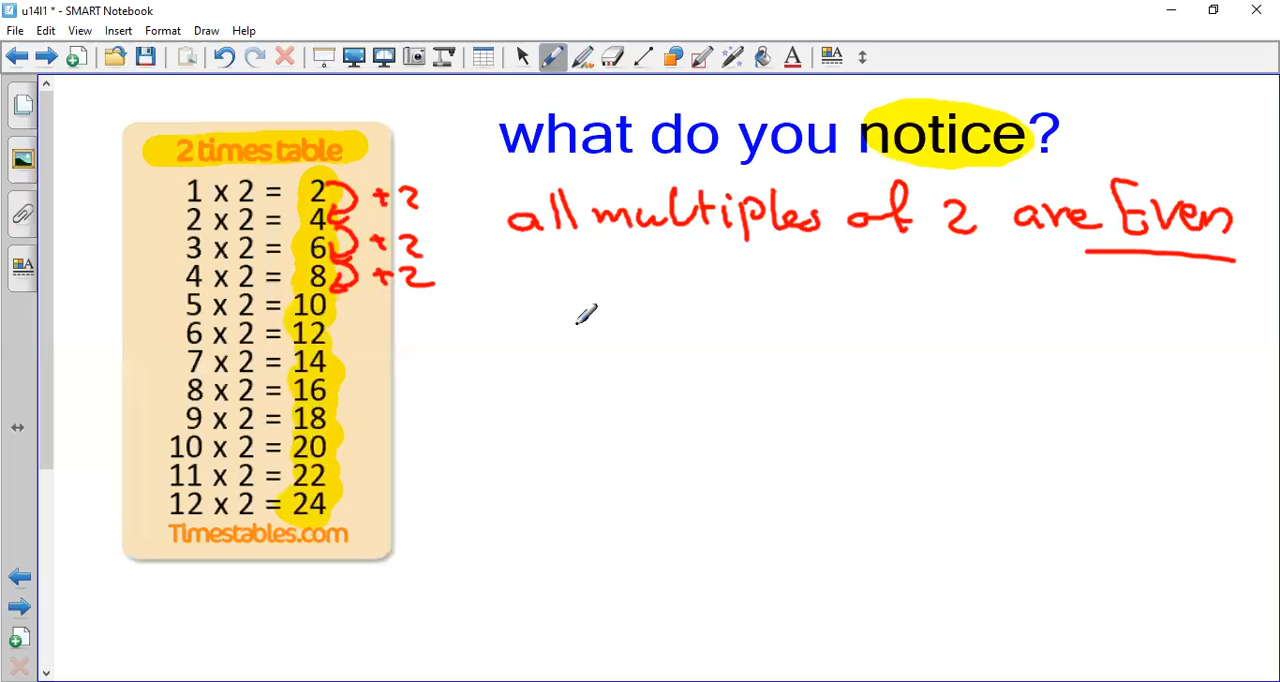 u14l1 * - SMART Notebook
File Edit View Insert Format Draw Help
what do you notice?
2 times table
1 x 2 = 2 +2
all multiples of 2 are Even
2 x 2 = 4
3 x 2 = 6 +2
4 x 2 = 8 +2
5 x 2 = 10
6 x 2 = 12
7 x 2 = 14
8 x 2 = 16
9 x 2 = 18
10 x 2 = 20
11 x 2 = 22
12 x 2 = 24
Timestables.com